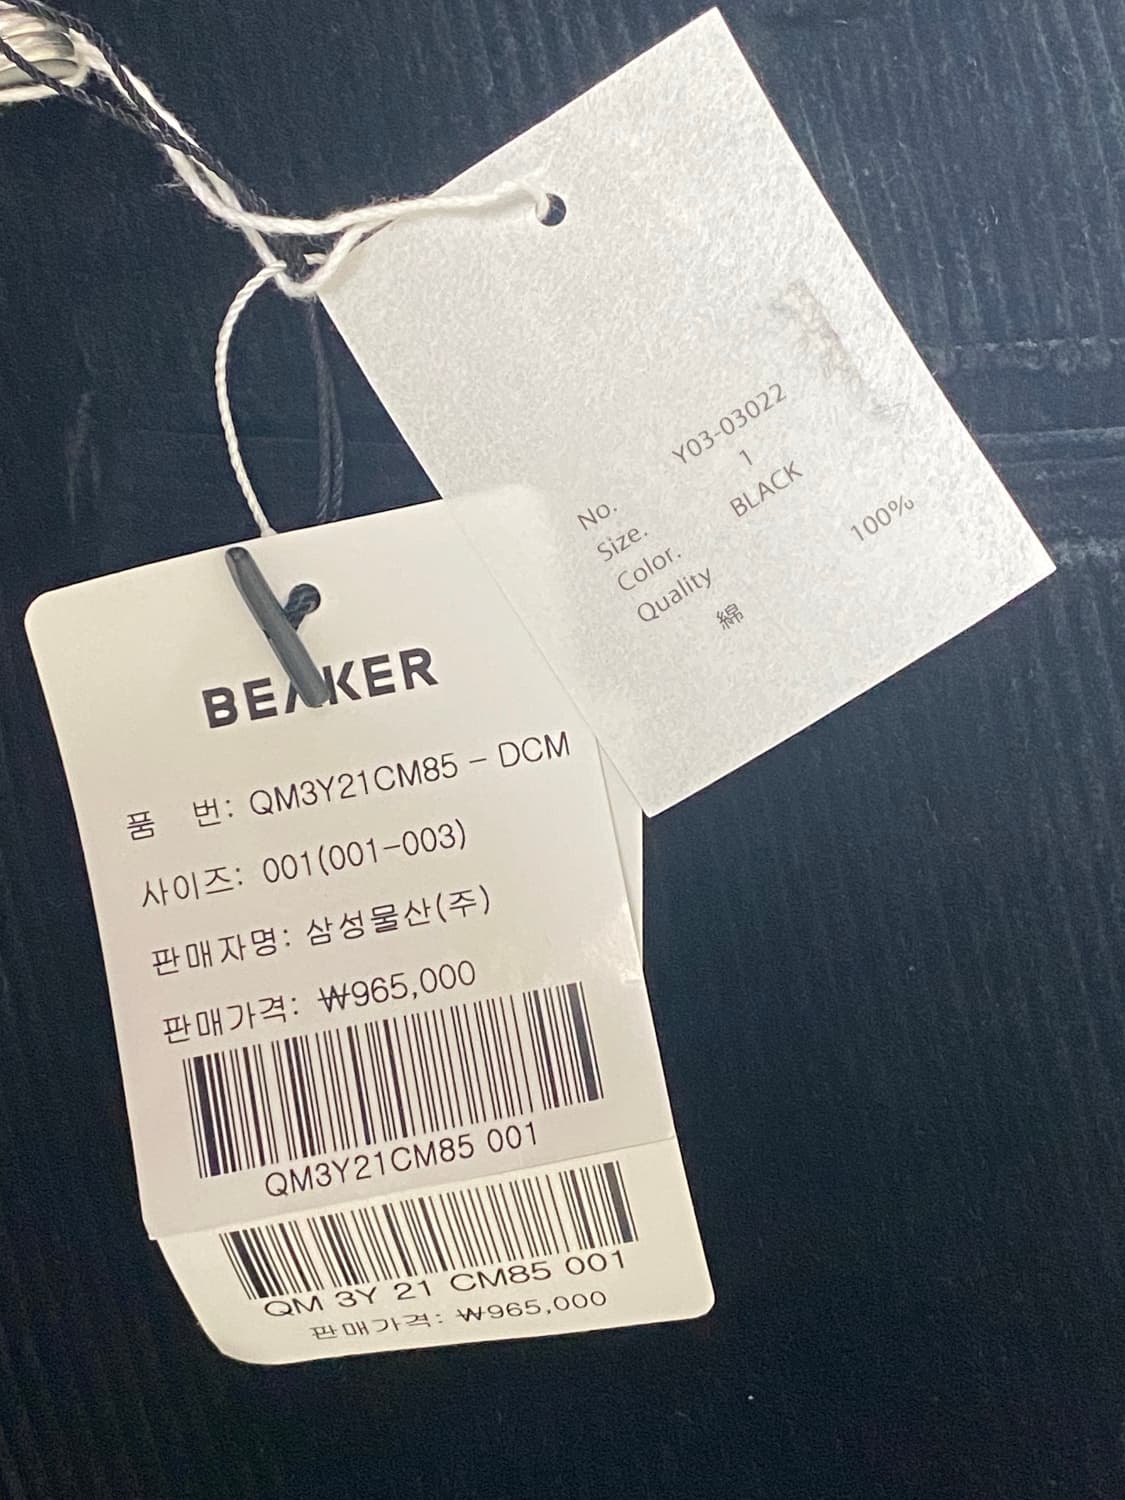 No. Y03-03022
Size. 1
Color. BLACK
Quality
綿 100%
BEAKER
품 번: QM3Y21CM85 - DCM
사이즈: 001(001-003)
판매자명: 삼성물산(주)
판매가격: ₩965,000
QM3Y21CM85 001
QM 3Y 21 CM85 001
판매가격: ₩965,000